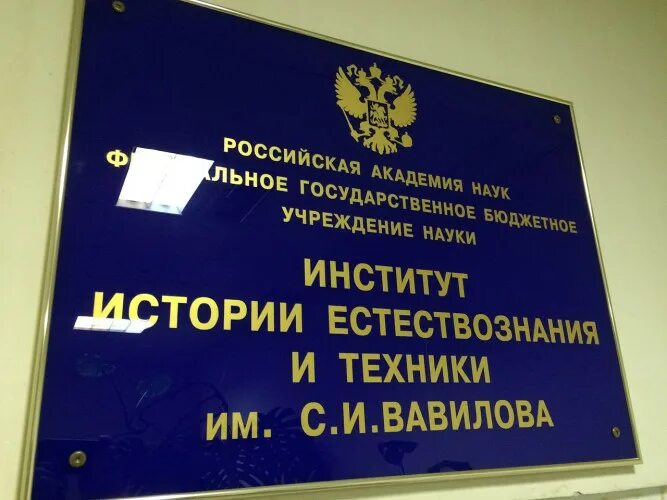 РОССИЙСКАЯ АКАДЕМИЯ НАУК
ГОСУДАРСТВЕННОЕ БЮДЖЕТНОЕ
УЧРЕЖДЕНИЕ НАУКИ
ИНСТИТУТ
ИСТОРИИ ЕСТЕСТВОЗНАНИЯ
И ТЕХНИКИ
ИМ. С.И.ВАВИЛОВА